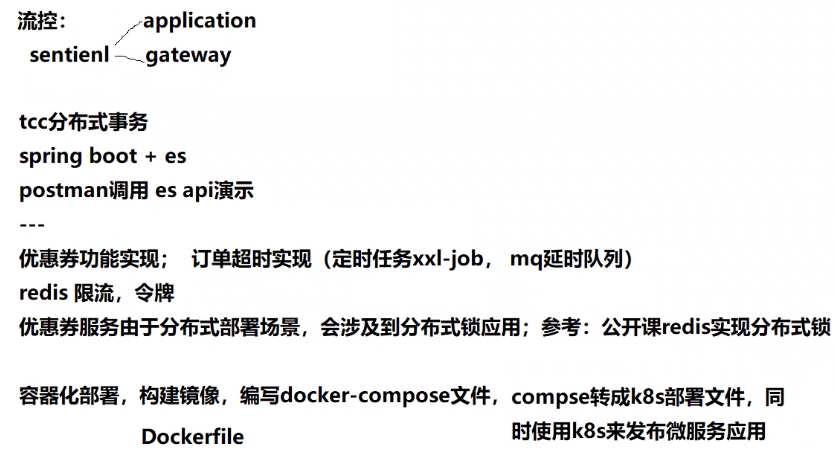 流控： application
sentienl gateway
tcc分布式事务
spring boot + es
postman调用 es api演示
---
优惠券功能实现； 订单超时实现（定时任务xxl-job， mq延时队列）
redis 限流，令牌
优惠券服务由于分布式部署场景，会涉及到分布式锁应用；参考：公开课redis实现分布式锁
容器化部署，构建镜像，编写docker-compose文件，compse转成k8s部署文件，同
时使用k8s来发布微服务应用
Dockerfile